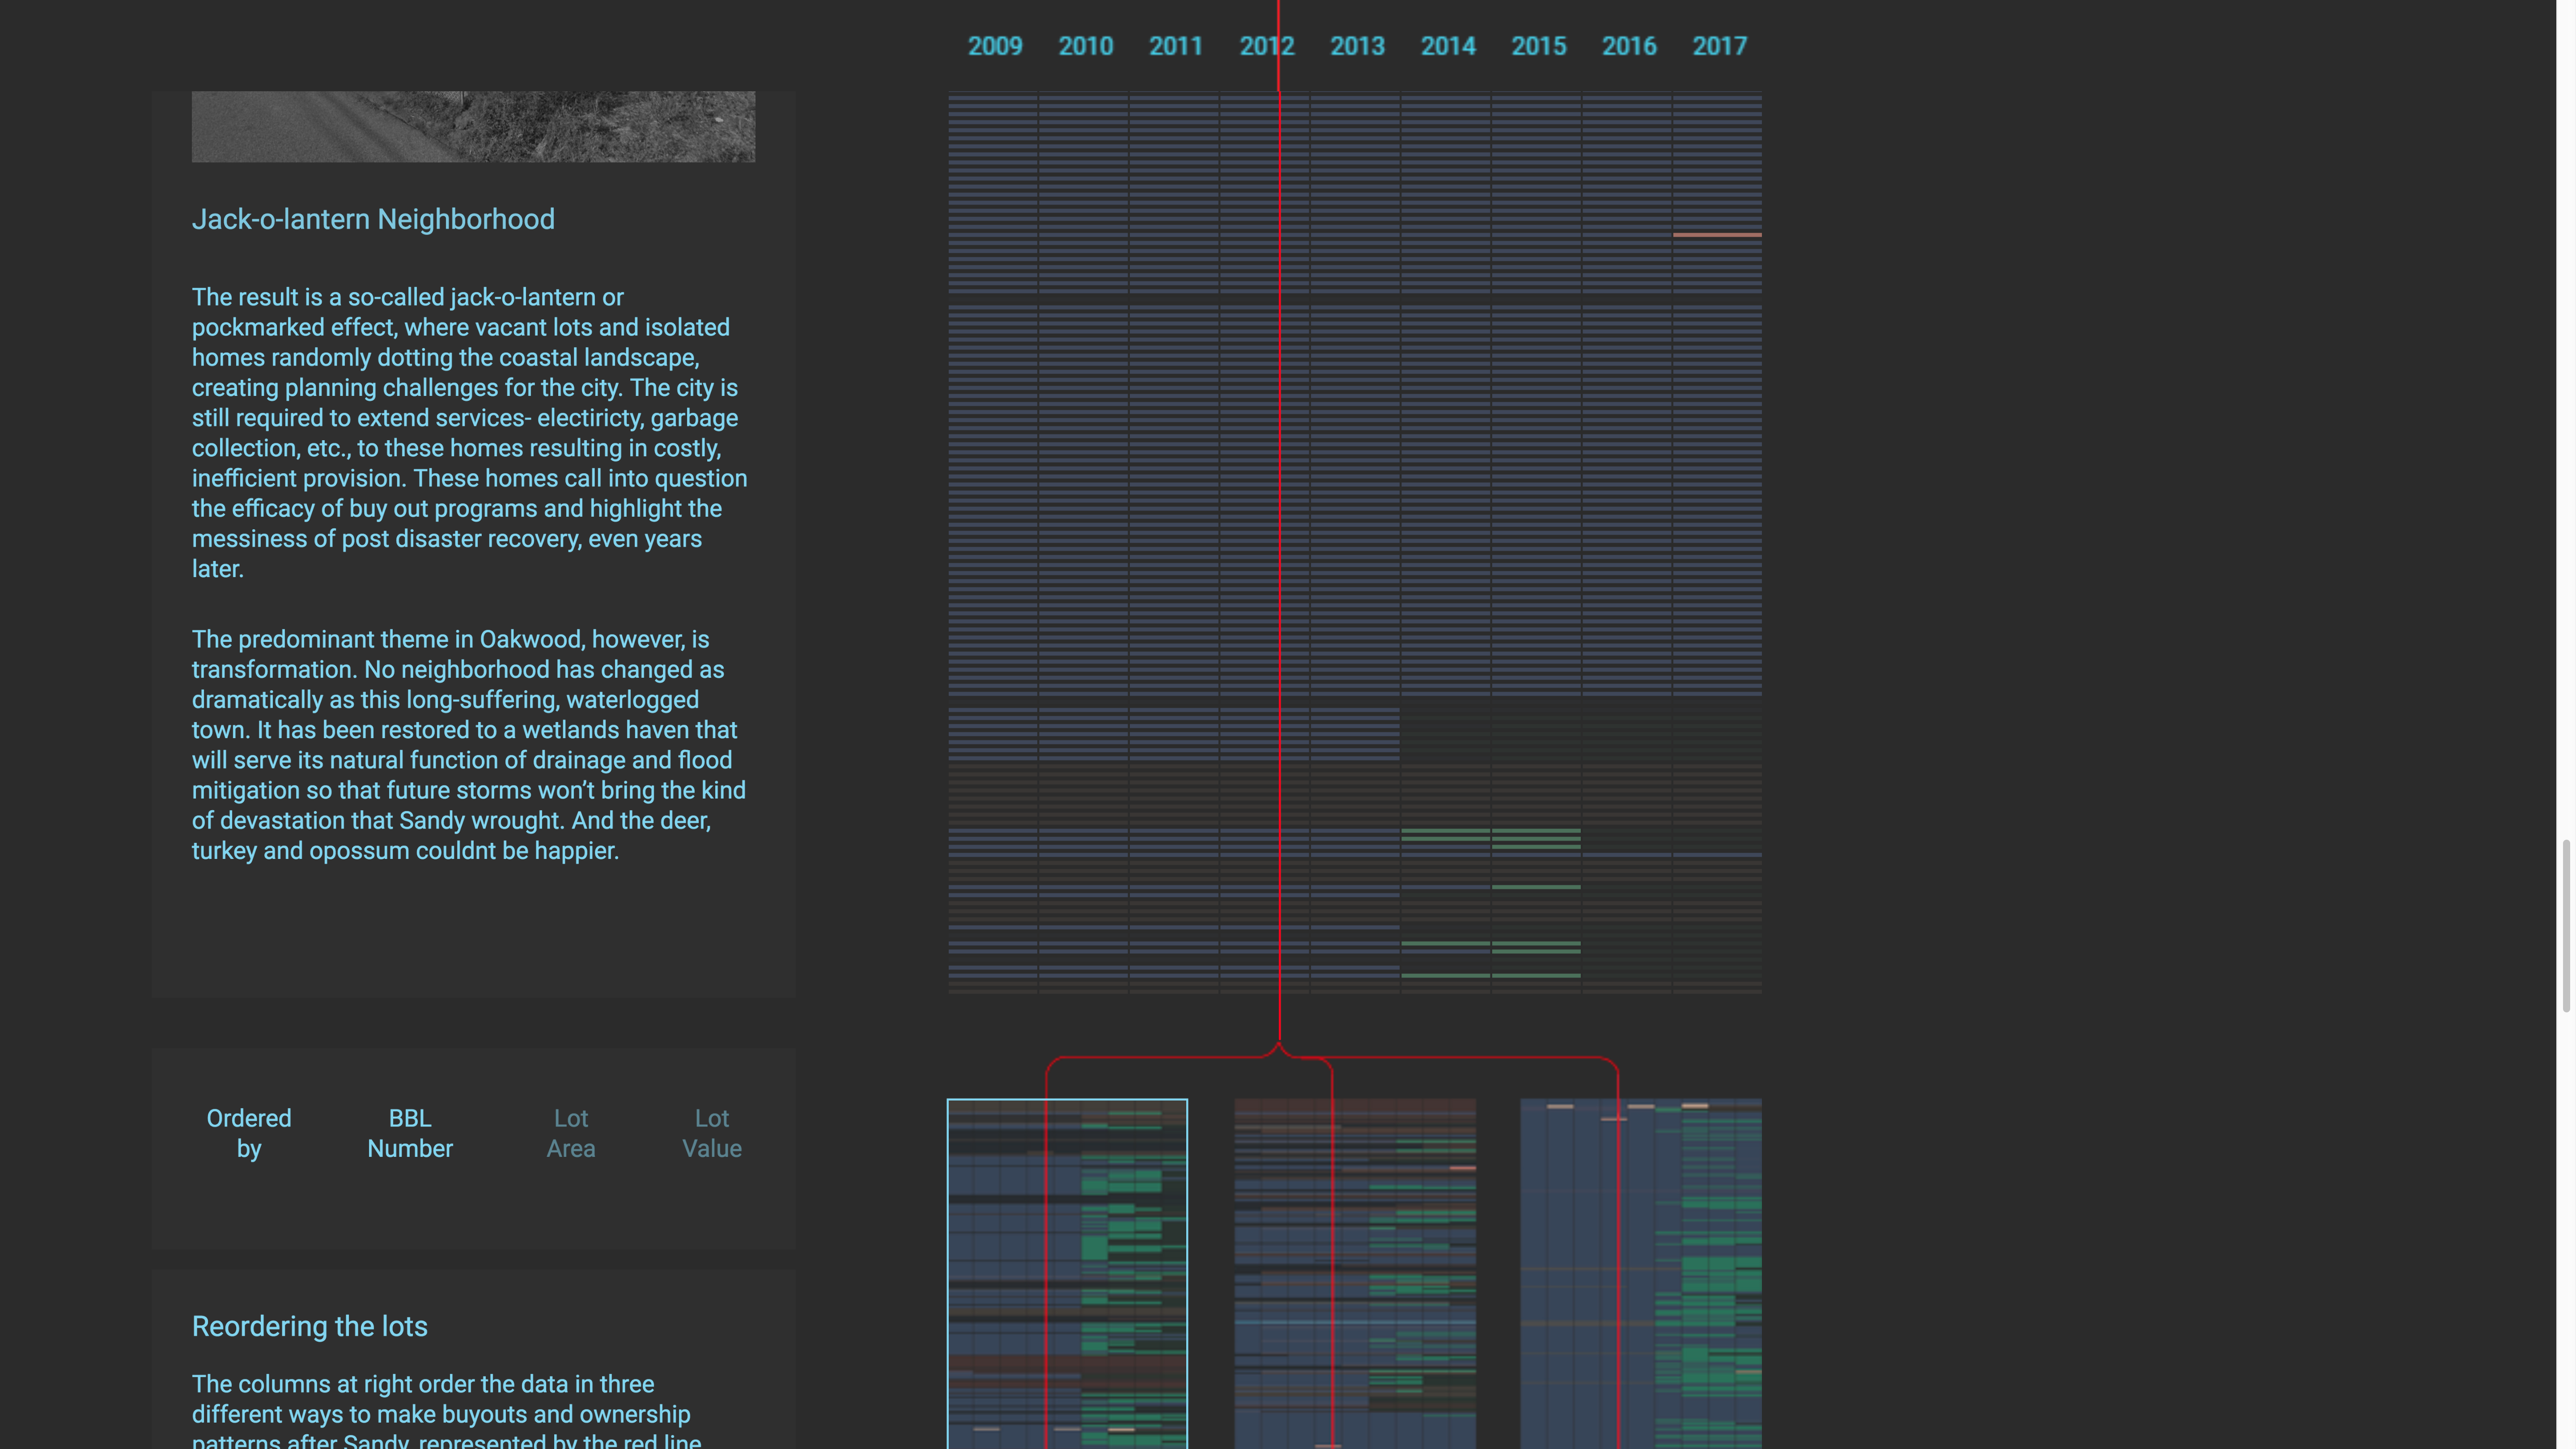 2009 2010 2011 2012 2013 2014 2015 2016 2017
Jack-o-lantern Neighborhood
The result is a so-called jack-o-lantern or
pockmarked effect, where vacant lots and isolated
homes randomly dotting the coastal landscape,
creating planning challenges for the city. The city is
still required to extend services- electiricty, garbage
collection, etc., to these homes resulting in costly,
inefficient provision. These homes call into question
the efficacy of buy out programs and highlight the
messiness of post disaster recovery, even years
later.
The predominant theme in Oakwood, however, is
transformation. No neighborhood has changed as
dramatically as this long-suffering, waterlogged
town. It has been restored to a wetlands haven that
will serve its natural function of drainage and flood
mitigation so that future storms won’t bring the kind
of devastation that Sandy wrought. And the deer,
turkey and opossum couldnt be happier.
Ordered by
BBL Number
Lot Area
Lot Value
Reordering the lots
The columns at right order the data in three
different ways to make buyouts and ownership
patterns after Sandy, represented by the red line